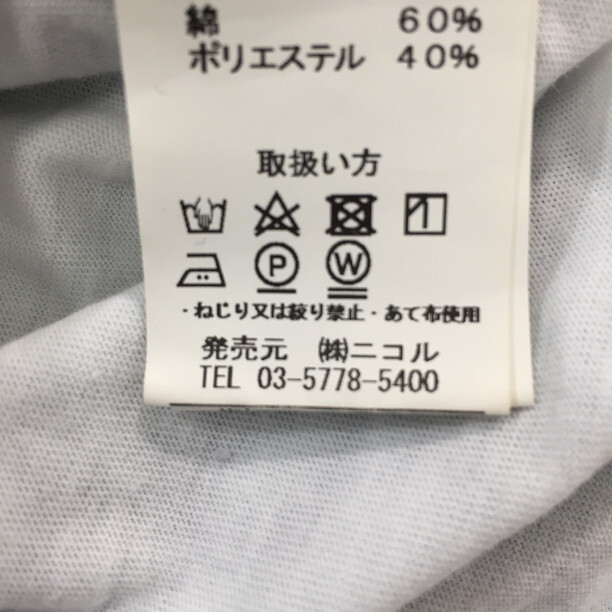 綿 60%
ポリエステル 40%
取扱い方
P W
・ねじり又は絞り禁止・あて布使用
発売元 ㈱ニコル
TEL 03-5778-5400